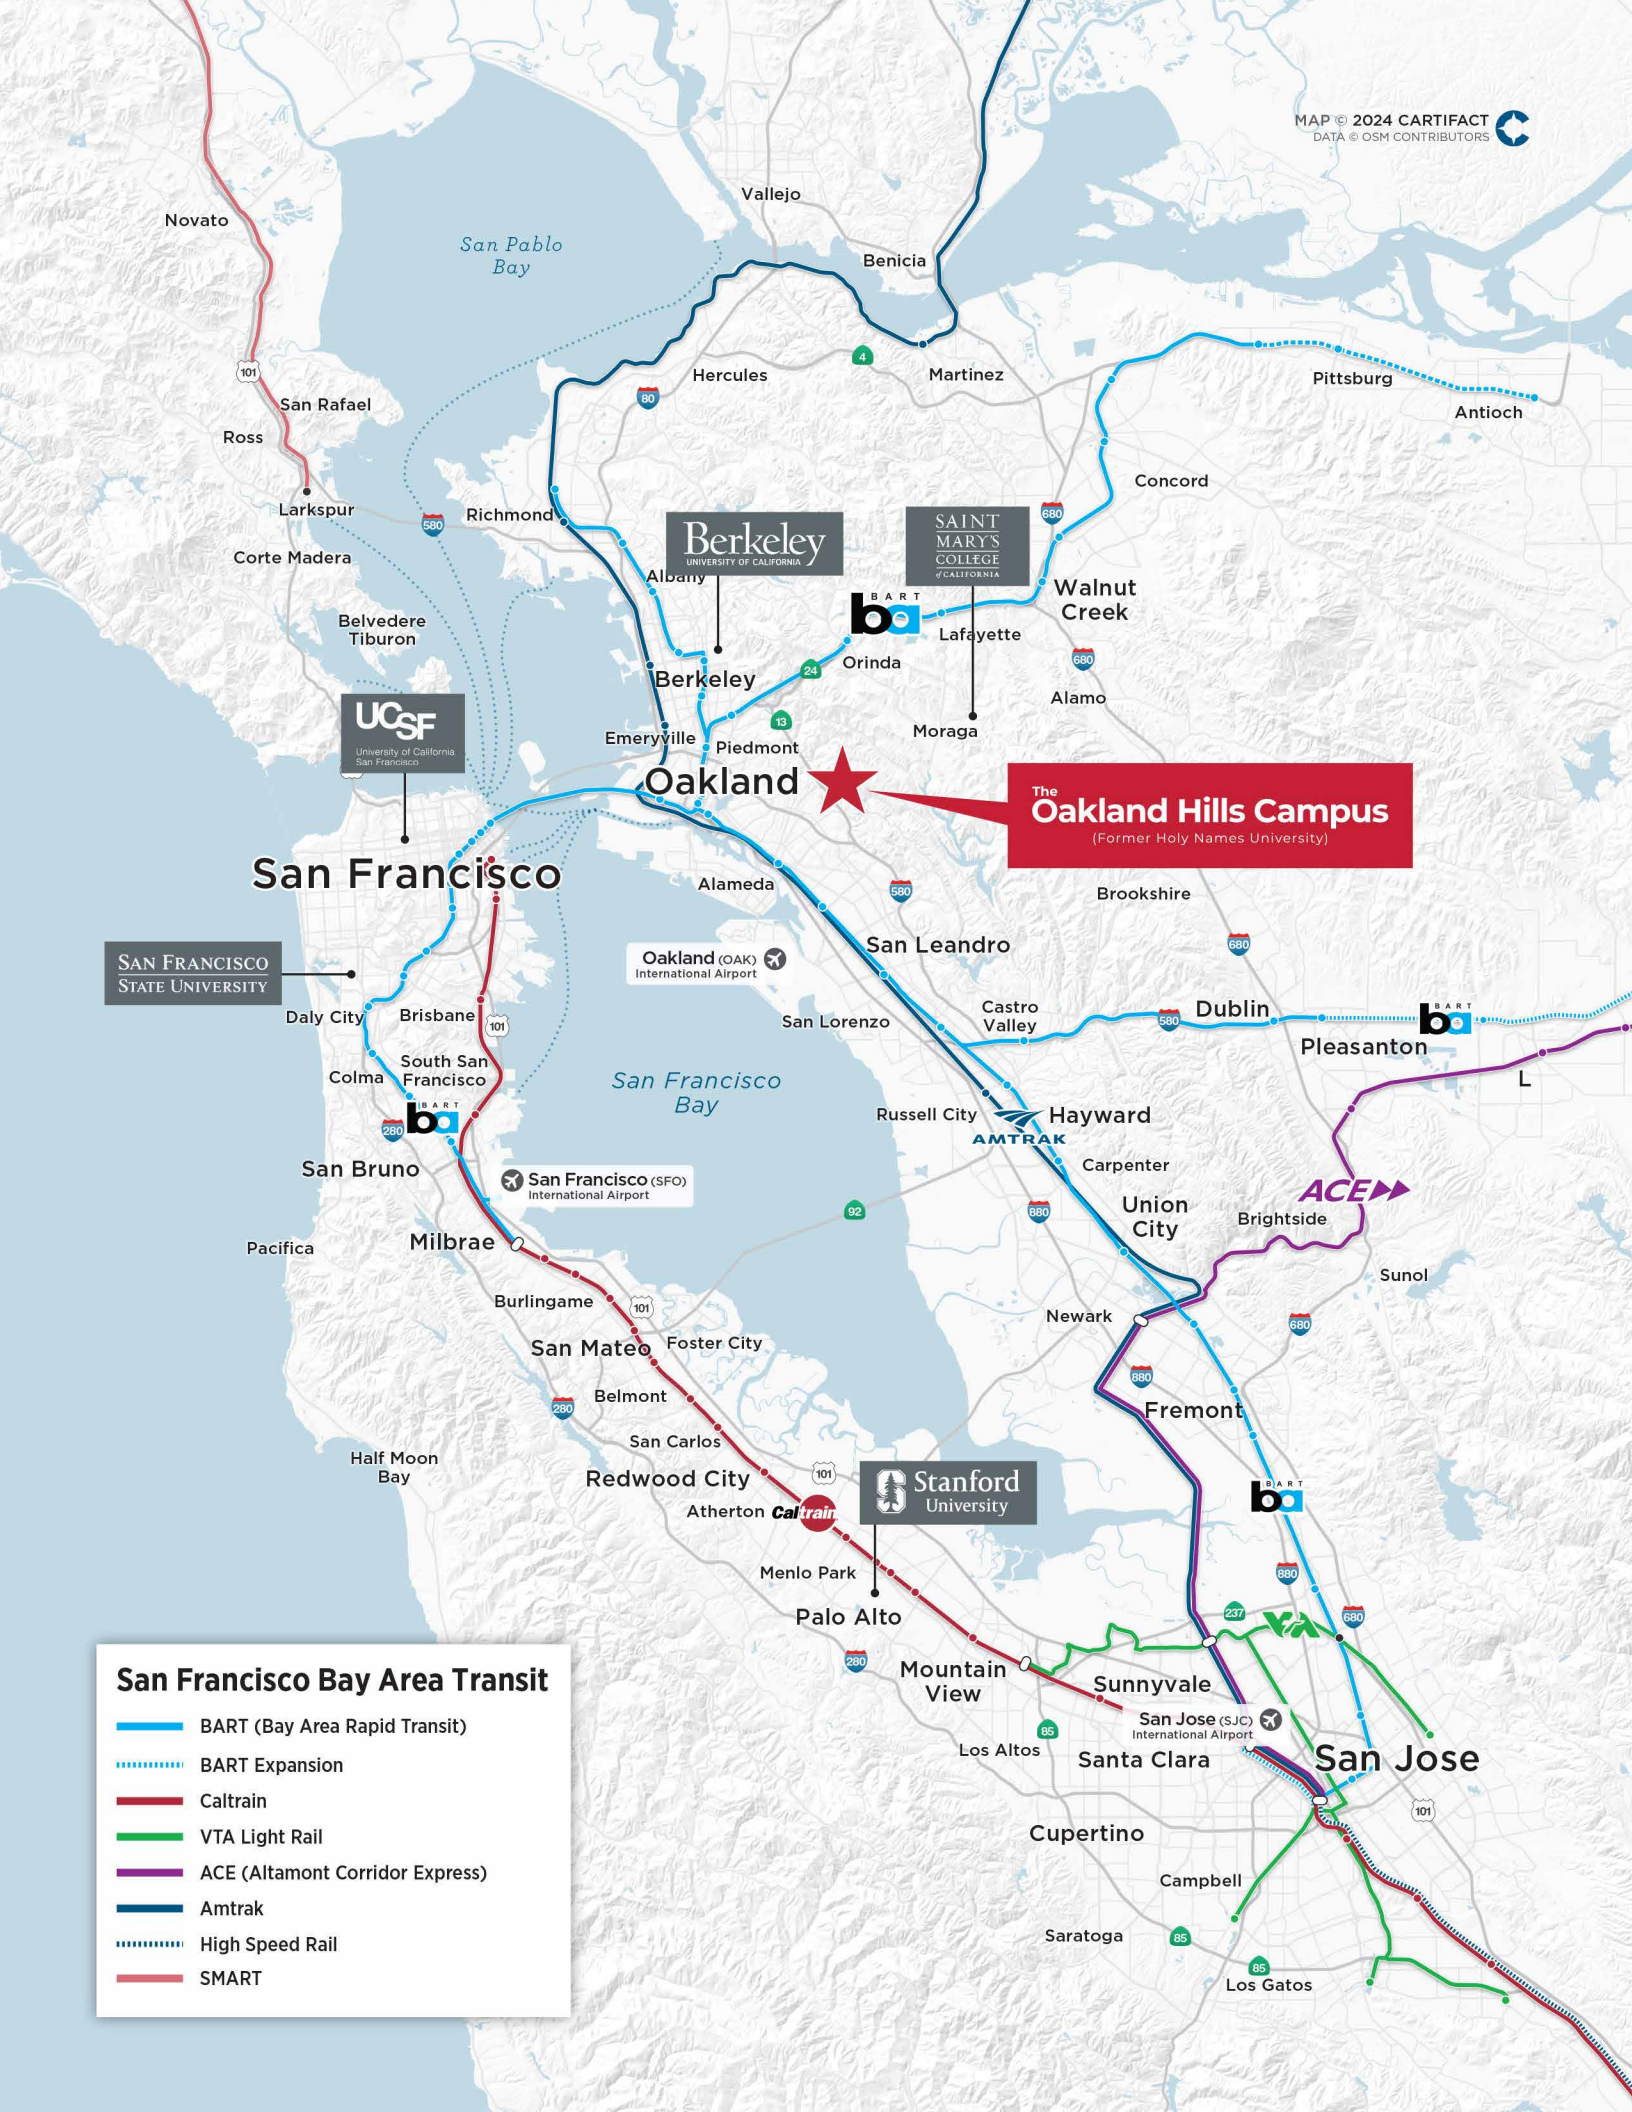 MAP © 2024 CARTIFACT
DATA © OSM CONTRIBUTORS
Vallejo
Novato
San Pablo
Bay
Benicia
4
101
Hercules
Martinez
Pittsburg
80
San Rafael
Antioch
Ross
Concord
Larkspur
580
Richmond
680
Berkeley
UNIVERSITY OF CALIFORNIA
SAINT
MARY'S
COLLEGE
of CALIFORNIA
Corte Madera
Albany
Walnut
Creek
BART
ba
Belvedere
Tiburon
Lafayette
Orinda
24
680
Berkeley
Alamo
UCSF
University of California
San Francisco
13
Moraga
Emeryville
Piedmont
Oakland
The
Oakland Hills Campus
(Former Holy Names University)
San Francisco
Alameda
580
Brookshire
680
San Leandro
SAN FRANCISCO
STATE UNIVERSITY
Oakland (OAK)
International Airport
Daly City
Brisbane
101
San Lorenzo
Castro
Valley
580
Dublin
BART
ba
Pleasanton
South San
Francisco
Colma
San Francisco
Bay
L
BART
ba
280
Russell City
Hayward
AMTRAK
San Bruno
Carpenter
San Francisco (SFO)
International Airport
ACE
92
880
Union
City
Brightside
Milbrae
Pacifica
Sunol
Burlingame
101
Newark
680
San Mateo
Foster City
880
Belmont
280
Fremont
San Carlos
Half Moon
Bay
Redwood City
101
Stanford
University
BART
ba
Atherton
Caltrain
Menlo Park
880
Palo Alto
237
VTA
680
280
Mountain
View
Sunnyvale
San Jose (SJC)
International Airport
85
Los Altos
Santa Clara
San Jose
101
Cupertino
Campbell
Saratoga
85
85
Los Gatos
San Francisco Bay Area Transit
BART (Bay Area Rapid Transit)
BART Expansion
Caltrain
VTA Light Rail
ACE (Altamont Corridor Express)
Amtrak
High Speed Rail
SMART